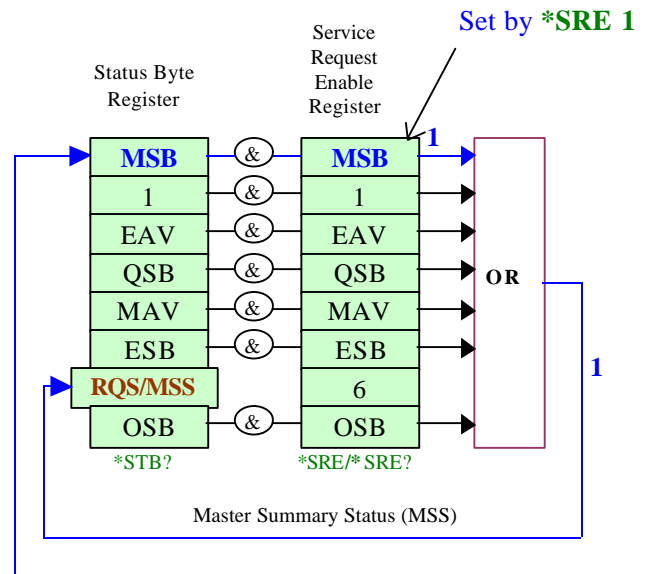 Set by *SRE 1
Service
Request
Enable
Register
Status Byte
Register
MSB & MSB 1
1 & 1
EAV & EAV
QSB & QSB
OR
MAV & MAV
ESB & ESB
1
RQS/MSS 6
OSB & OSB
*STB? *SRE/* SRE?
Master Summary Status (MSS)